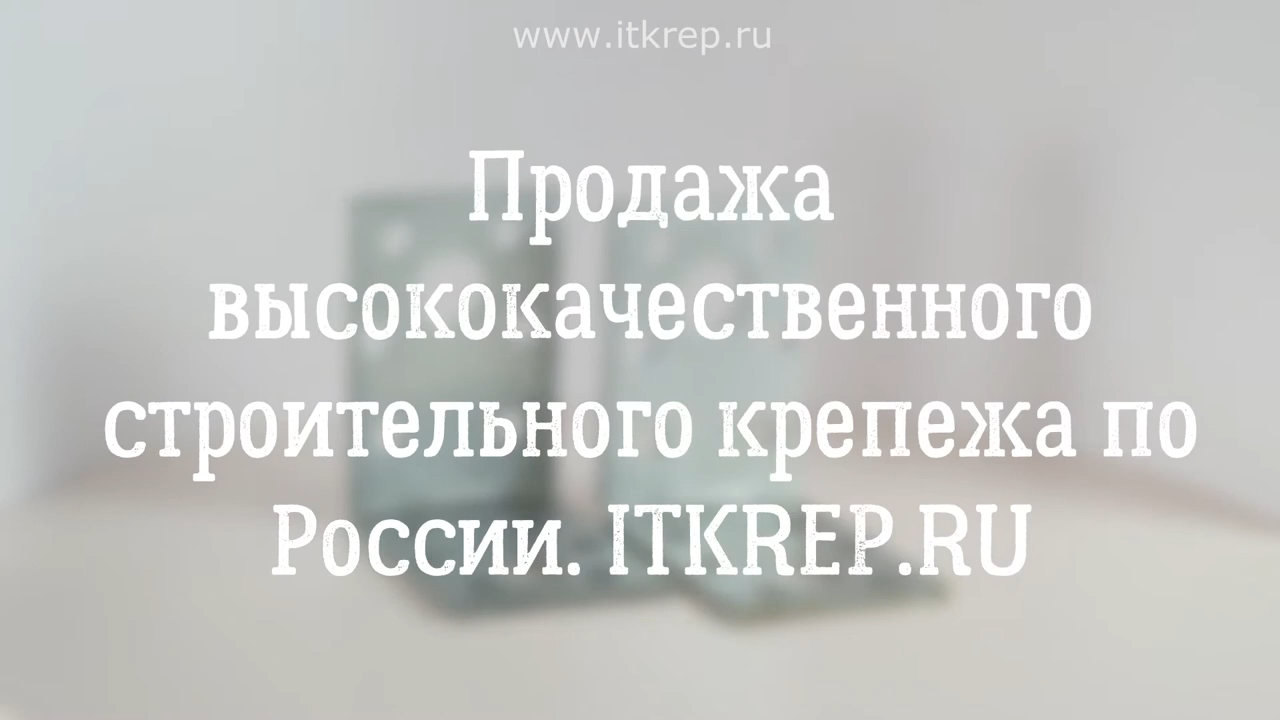 www.itkrep.ru
Продажа
высококачественного
строительного крепежа по
России. ITKREP.RU